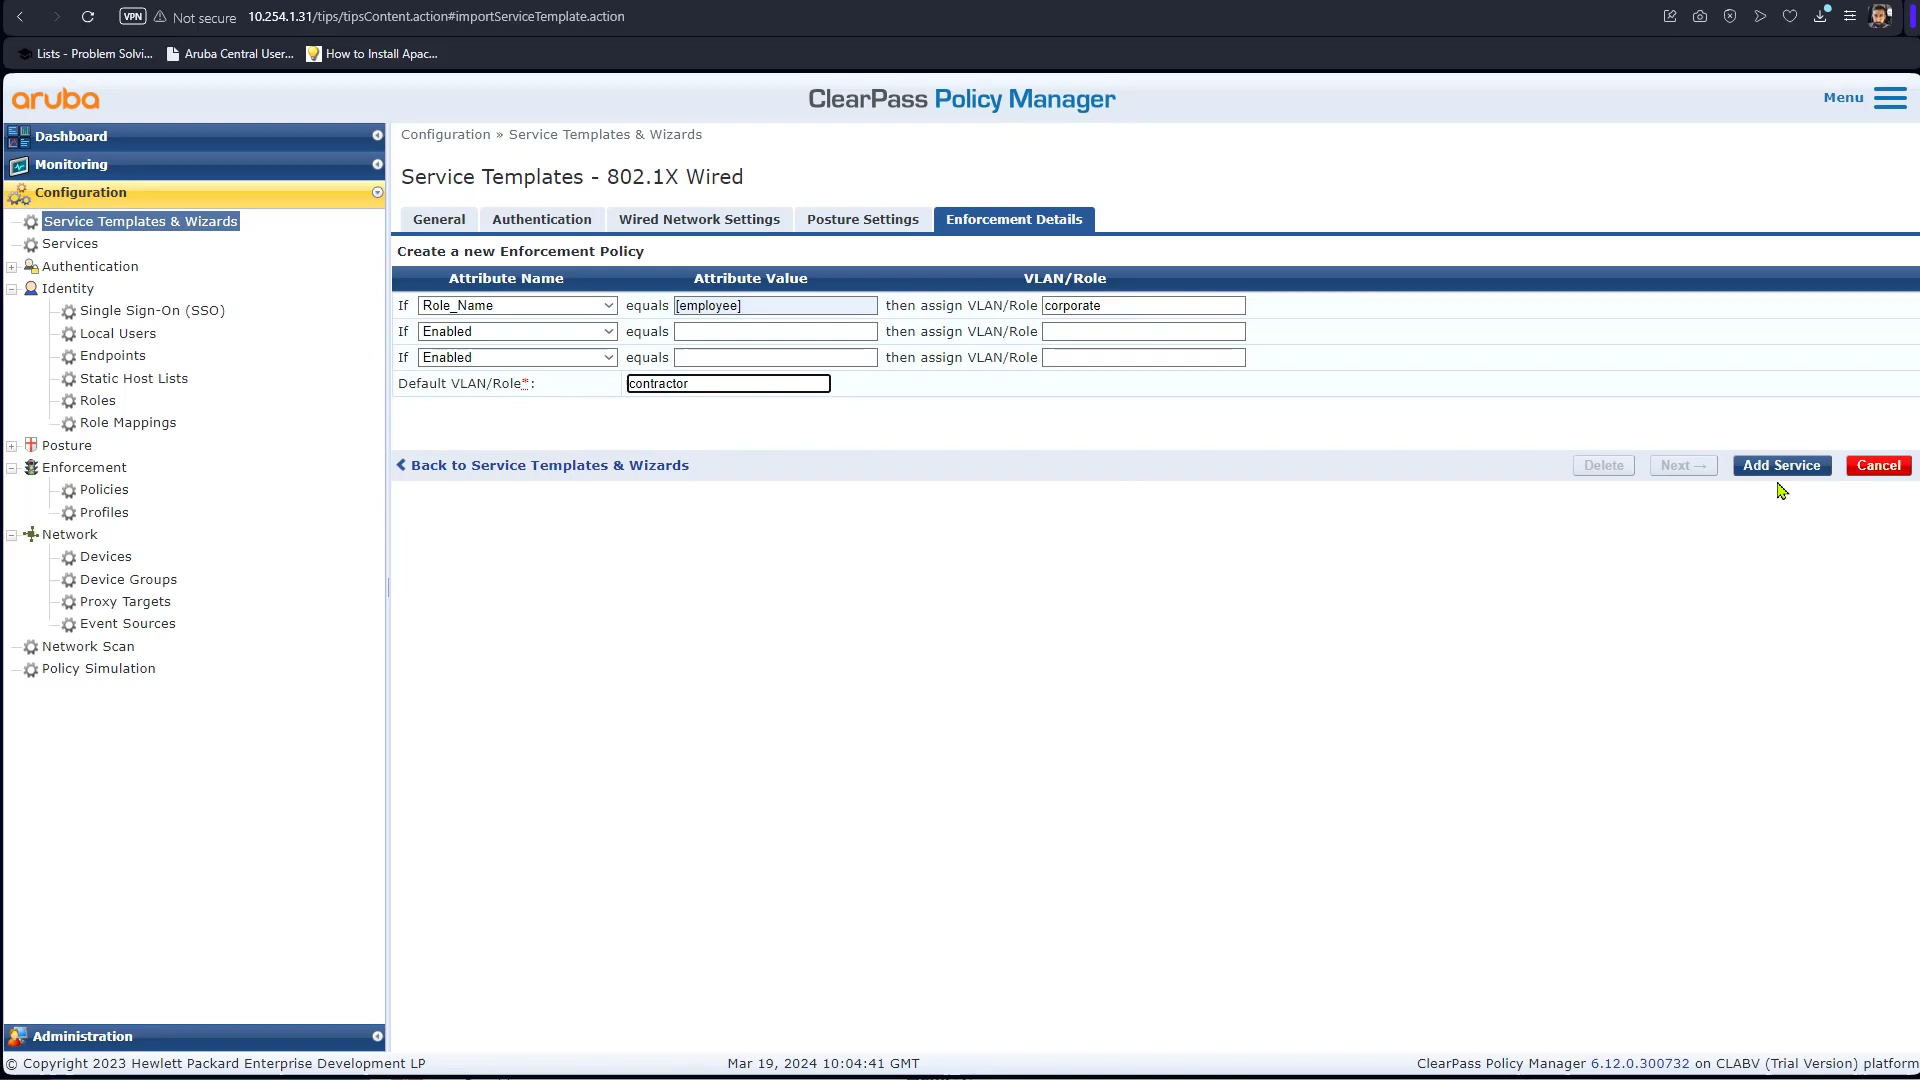 VPN Not secure 10.254.1.31/tips/tipsContent.action#importServiceTemplate.action
Lists - Problem Solvi... Aruba Central User... How to Install Apac...
aruba ClearPass Policy Manager Menu
Dashboard
Monitoring
Configuration
Service Templates & Wizards
Services
Authentication
Identity
Single Sign-On (SSO)
Local Users
Endpoints
Static Host Lists
Roles
Role Mappings
Posture
Enforcement
Policies
Profiles
Network
Devices
Device Groups
Proxy Targets
Event Sources
Network Scan
Policy Simulation
Administration
Configuration » Service Templates & Wizards
Service Templates - 802.1X Wired
General Authentication Wired Network Settings Posture Settings Enforcement Details
Create a new Enforcement Policy
Attribute Name Attribute Value VLAN/Role
If Role_Name equals [employee] then assign VLAN/Role corporate
If Enabled equals then assign VLAN/Role
If Enabled equals then assign VLAN/Role
Default VLAN/Role*: contractor
Back to Service Templates & Wizards Delete Next → Add Service Cancel
© Copyright 2023 Hewlett Packard Enterprise Development LP Mar 19, 2024 10:04:41 GMT ClearPass Policy Manager 6.12.0.300732 on CLABV (Trial Version) platform